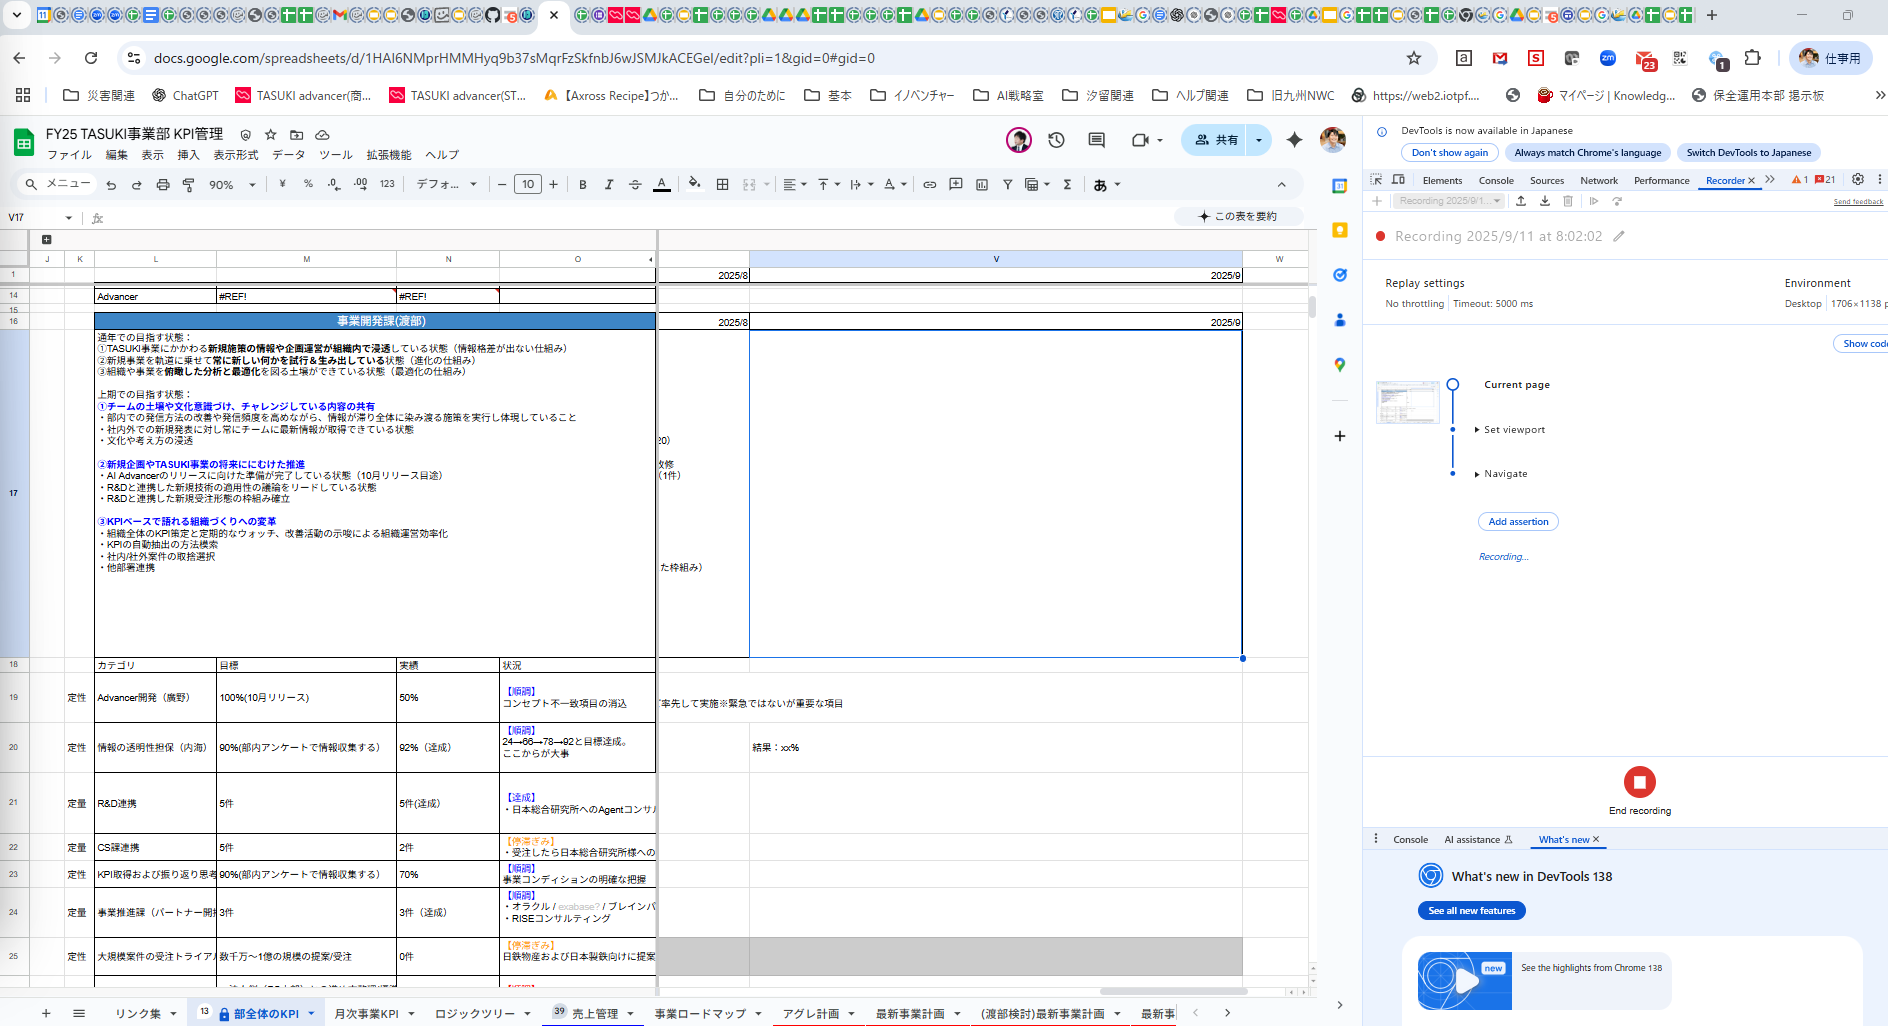 docs.google.com/spreadsheets/d/1HAI6NMprHMMHyq9b37sMqrFzSkfnbJ6wJSMJkACEGeI/edit?pli=1&gid=0#gid=0
23
1
仕事用
災害関連
ChatGPT
TASUKI advancer(商...
TASUKI advancer(ST...
【Axross Recipe】つか...
自分のために
基本
イノベンチャー
AI戦略室
汐留関連
ヘルプ関連
旧九州NWC
https://web2.iotpf....
マイページ | Knowledg...
保全運用本部 掲示板
FY25 TASUKI事業部 KPI管理
ファイル 編集 表示 挿入 表示形式 データ ツール 拡張機能 ヘルプ
共有
メニュー
90%
¥ % .0 .00 123
デフォ...
10
B I A
Σ あ
V17
fx
この表を要約
J K L M N O V W
1 2025/8 2025/9
14 Advancer #REF! #REF!
15
16 事業開発課(渡部) 2025/8 2025/9
17
通年での目指す状態：
①TASUKI事業にかかわる新規施策の情報や企画運営が組織内で浸透している状態（情報格差が出ない仕組み）
②新規事業を軌道に乗せて常に新しい何かを試行＆生み出している状態（進化の仕組み）
③組織や事業を俯瞰した分析と最適化を図る土壌ができている状態（最適化の仕組み）
上期での目指す状態：
①チームの土壌や文化意識づけ、チャレンジしている内容の共有
・部内での発信方法の改善や発信頻度を高めながら、情報が滞り全体に染み渡る施策を実行し体現していること
・社内外での新規発表に対し常にチームに最新情報が取得できている状態
・文化や考え方の浸透
20）
②新規企画やTASUKI事業の将来ににむけた推進
改修
・AI Advancerのリリースに向けた準備が完了している状態（10月リリース目途）
（1件）
・R&Dと連携した新規技術の適用性の議論をリードしている状態
・R&Dと連携した新規受注形態の枠組み確立
③KPIベースで語れる組織づくりへの変革
・組織全体のKPI策定と定期的なウォッチ、改善活動の示唆による組織運営効率化
・KPIの自動抽出の方法模索
・社内/社外案件の取捨選択
・他部署連携
た枠組み）
18 カテゴリ 目標 実績 状況
19 定性 Advancer開発（廣野） 100%(10月リリース) 50%
【順調】
コンセプト不一致項目の消込
率先して実施※緊急ではないが重要な項目
20 定性 情報の透明性担保（内海） 90%(部内アンケートで情報収集する） 92%（達成）
【順調】
24→66→78→92と目標達成。
ここからが大事
結果：xx%
21 定量 R&D連携 5件 5件(達成）
【達成】
・日本総合研究所へのAgentコンサル
22 定量 CS課連携 5件 2件
【停滞ぎみ】
・受注したら日本総合研究所様への
23 定性 KPI取得および振り返り思考 90%(部内アンケートで情報収集する） 70%
【順調】
事業コンディションの明確な把握
24 定量 事業推進課（パートナー開拓 3件 3件（達成）
【順調】
・オラクル / exabase? / ブレインパ
・RISEコンサルティング
25 定性 大規模案件の受注トライアル 数千万〜1億の規模の提案/受注 0件
【停滞ぎみ】
日鉄物産および日本製鉄向けに提案
リンク集
13 部全体のKPI
月次事業KPI
ロジックツリー
39 売上管理
事業ロードマップ
アグレ計画
最新事業計画
(渡部検討)最新事業計画
最新事
DevTools is now available in Japanese
Don't show again
Always match Chrome's language
Switch DevTools to Japanese
Elements Console Sources Network Performance Recorder
1 21
Recording 2025/9/1...
Send feedback
Recording 2025/9/11 at 8:02:02
Replay settings
Environment
No throttling Timeout: 5000 ms
Desktop 1706×1138 p
Show code
Current page
Set viewport
Navigate
Add assertion
Recording...
End recording
Console AI assistance What's new
What's new in DevTools 138
See all new features
new
See the highlights from Chrome 138